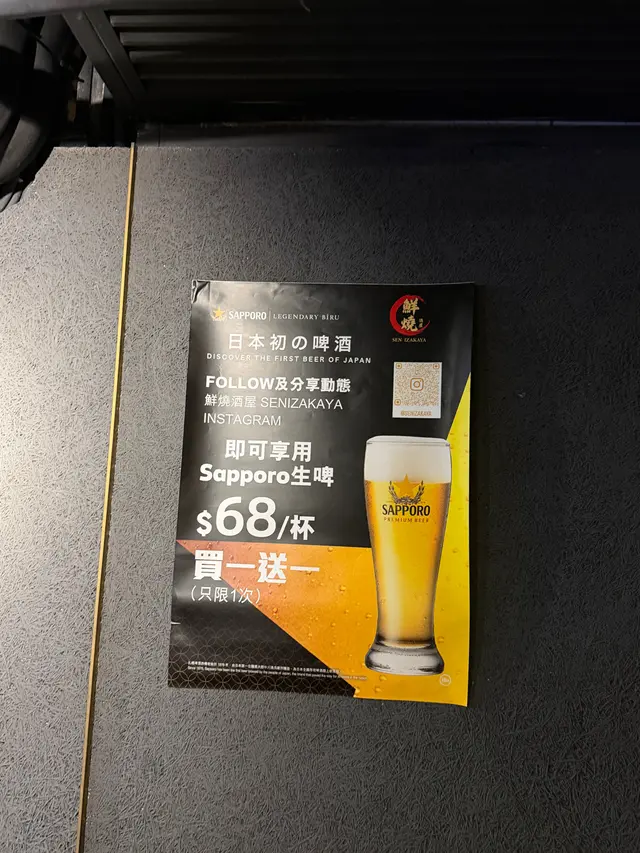 SAPPORO | LEGENDARY BIRU
日本初の啤酒
DISCOVER THE FIRST BEER OF JAPAN
FOLLOW及分享動態
鮮燒酒屋 SENIZAKAYA
INSTAGRAM
即可享用
Sapporo生啤
$68/杯
買一送一
(只限1次)
鮮燒
酒屋
SEN IZAKAYA
@SENIZAKAYA
SAPPORO
PREMIUM BEER